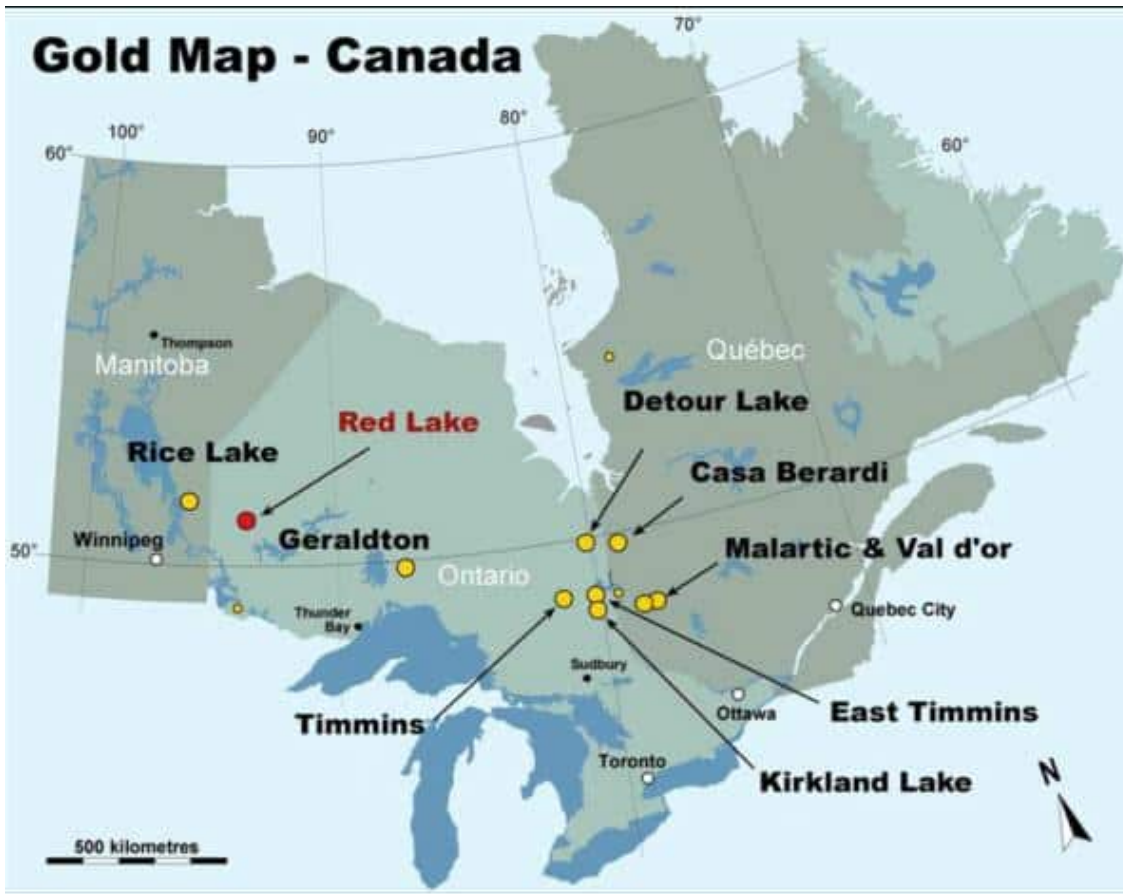 Gold Map - Canada
70°
80°
90°
100°
60°
60°
Thompson
Manitoba
Québec
Detour Lake
Red Lake
Rice Lake
Casa Berardi
Winnipeg
Geraldton
Malartic & Val d'or
50°
Ontario
Thunder
Bay
Quebec City
Sudbury
Timmins
Ottawa
East Timmins
Toronto
Kirkland Lake
N
500 kilometres